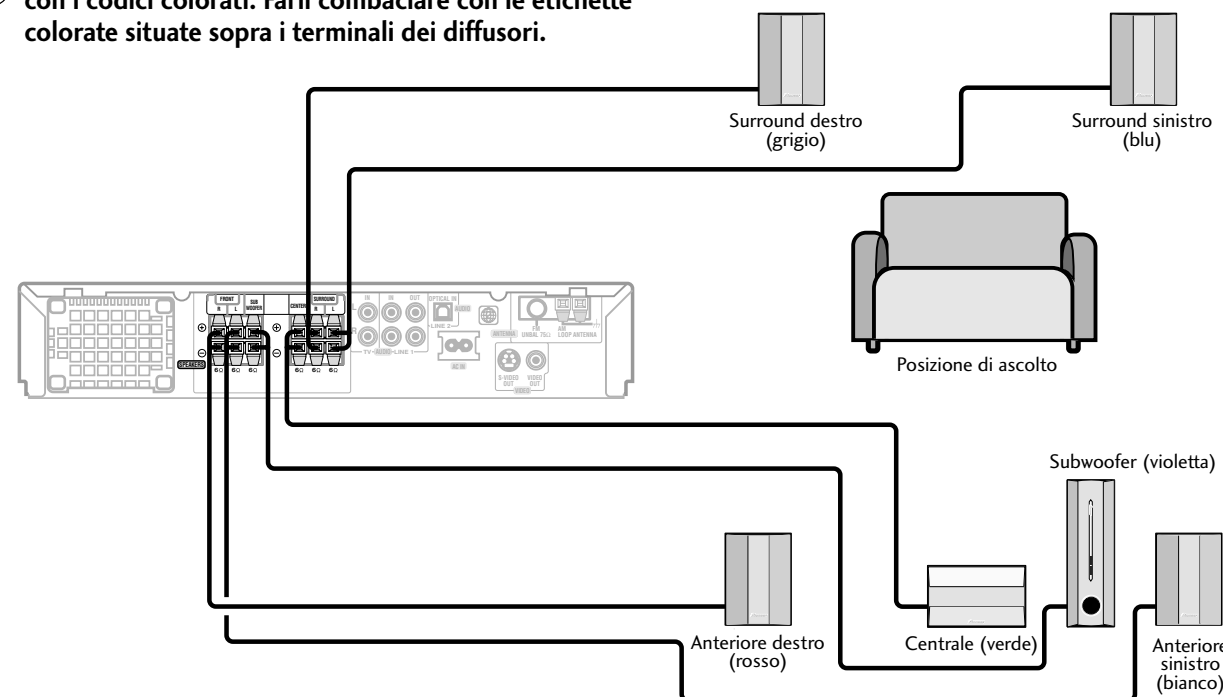 con i codici colorati. Farli combaciare con le etichette
colorate situate sopra i terminali dei diffusori.
Surround destro
(grigio)
Surround sinistro
(blu)
Posizione di ascolto
FRONT
R L
SUB
WOOFER
CENTER
SURROUND
R L
SPEAKERS
6Ω 6Ω 6Ω
6Ω 6Ω 6Ω
IN
IN
OUT
L
R
TV
AUDIO
LINE 1
OPTICAL IN
AUDIO
LINE 2
AC IN
ANTENNA
FM
UNBAL 75Ω
AM
LOOP ANTENNA
S-VIDEO
OUT
VIDEO
OUT
VIDEO
Subwoofer (violetta)
Anteriore destro
(rosso)
Centrale (verde)
Anteriore
sinistro
(bianco)